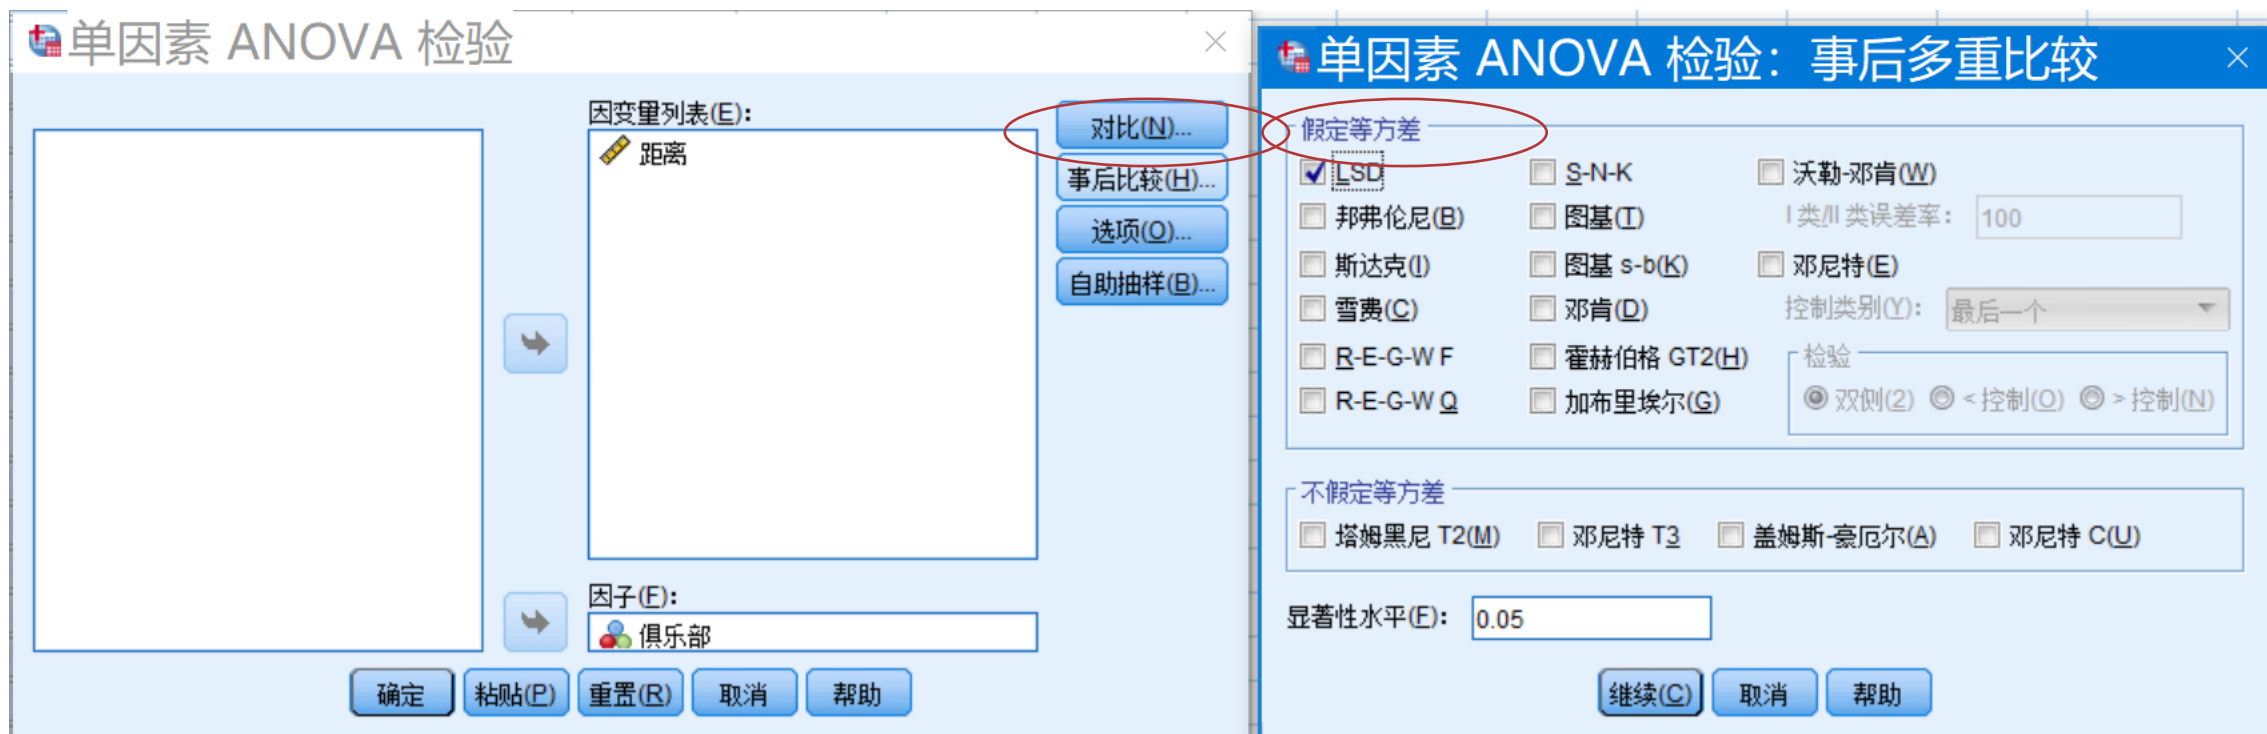 单因素 ANOVA 检验
因变量列表(E):
距离
对比(N)...
事后比较(H)...
选项(O)...
自助抽样(B)...
因子(F):
俱乐部
确定 粘贴(P) 重置(R) 取消 帮助
单因素 ANOVA 检验：事后多重比较
假定等方差
LSD S-N-K 沃勒-邓肯(W)
邦弗伦尼(B) 图基(T) I 类/II 类误差率： 100
斯达克(I) 图基 s-b(K) 邓尼特(E)
雪费(C) 邓肯(D) 控制类别(Y)： 最后一个
R-E-G-W F 霍赫伯格 GT2(H) 检验
R-E-G-W Q 加布里埃尔(G) 双侧(2) < 控制(O) > 控制(N)
不假定等方差
塔姆黑尼 T2(M) 邓尼特 T3 盖姆斯-豪厄尔(A) 邓尼特 C(U)
显著性水平(F)： 0.05
继续(C) 取消 帮助